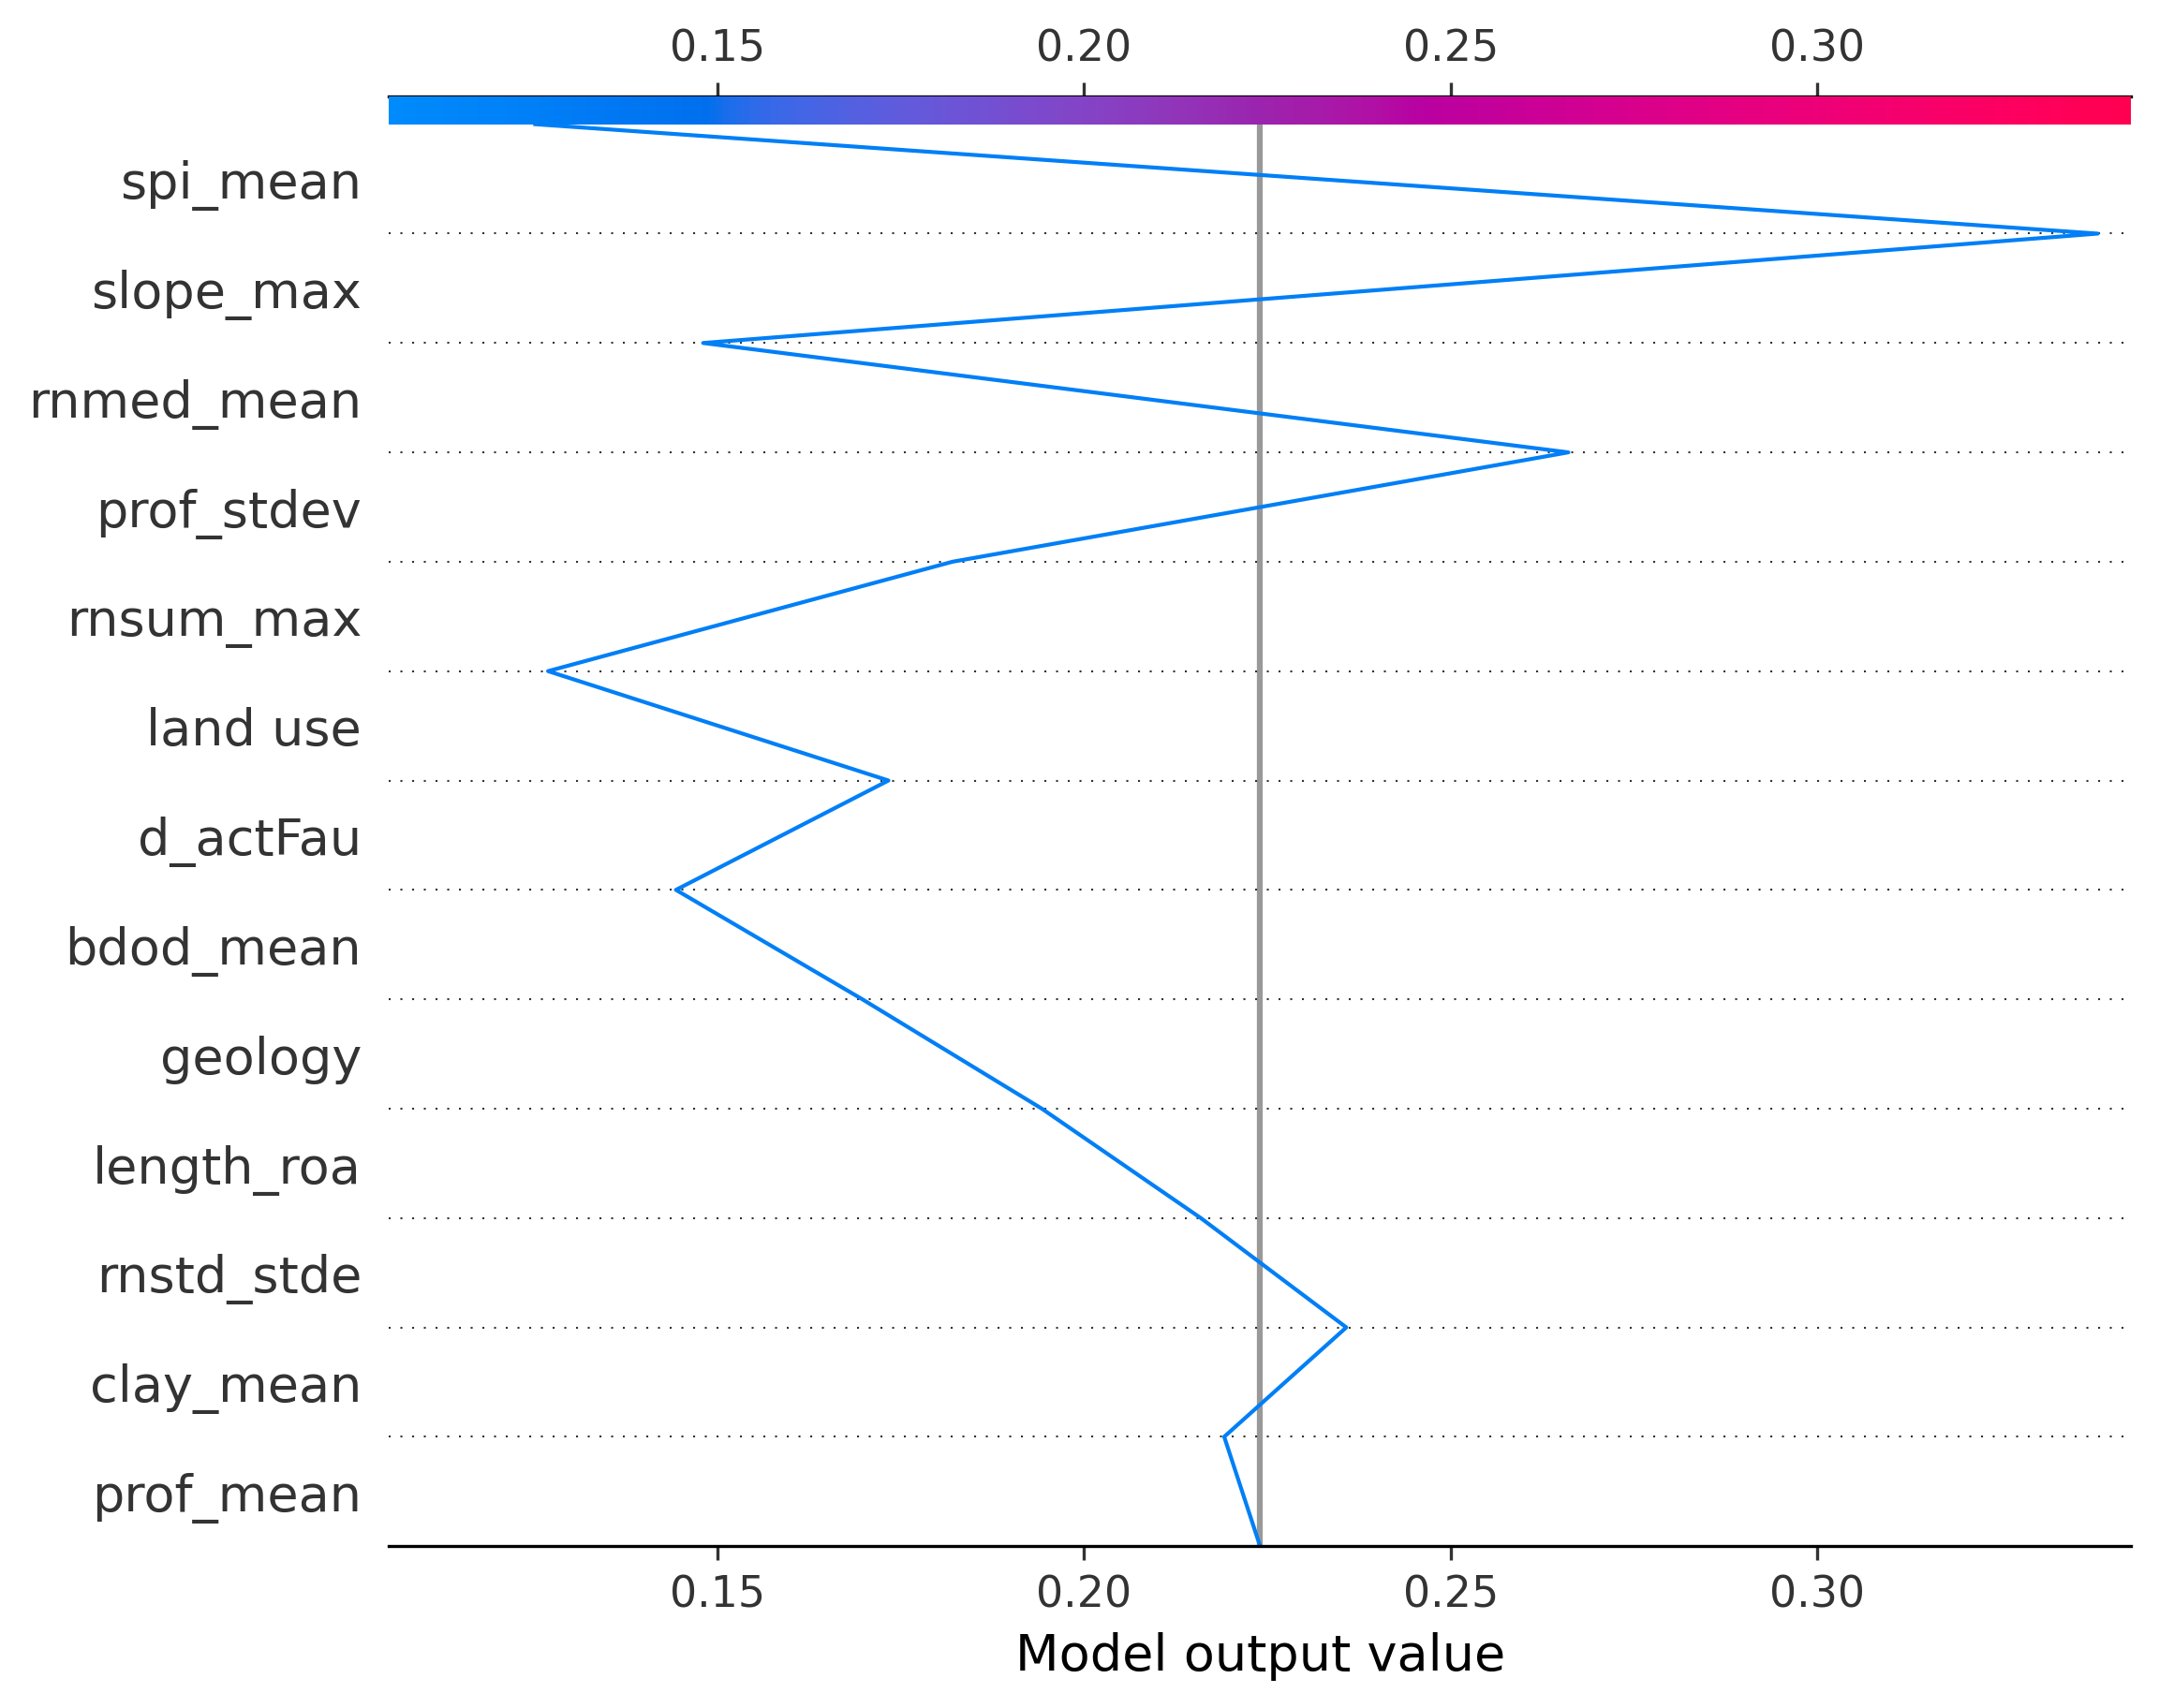 0.15 0.20 0.25 0.30
spi_mean
slope_max
rnmed_mean
prof_stdev
rnsum_max
land use
d_actFau
bdod_mean
geology
length_roa
rnstd_stde
clay_mean
prof_mean
0.15 0.20 0.25 0.30
Model output value